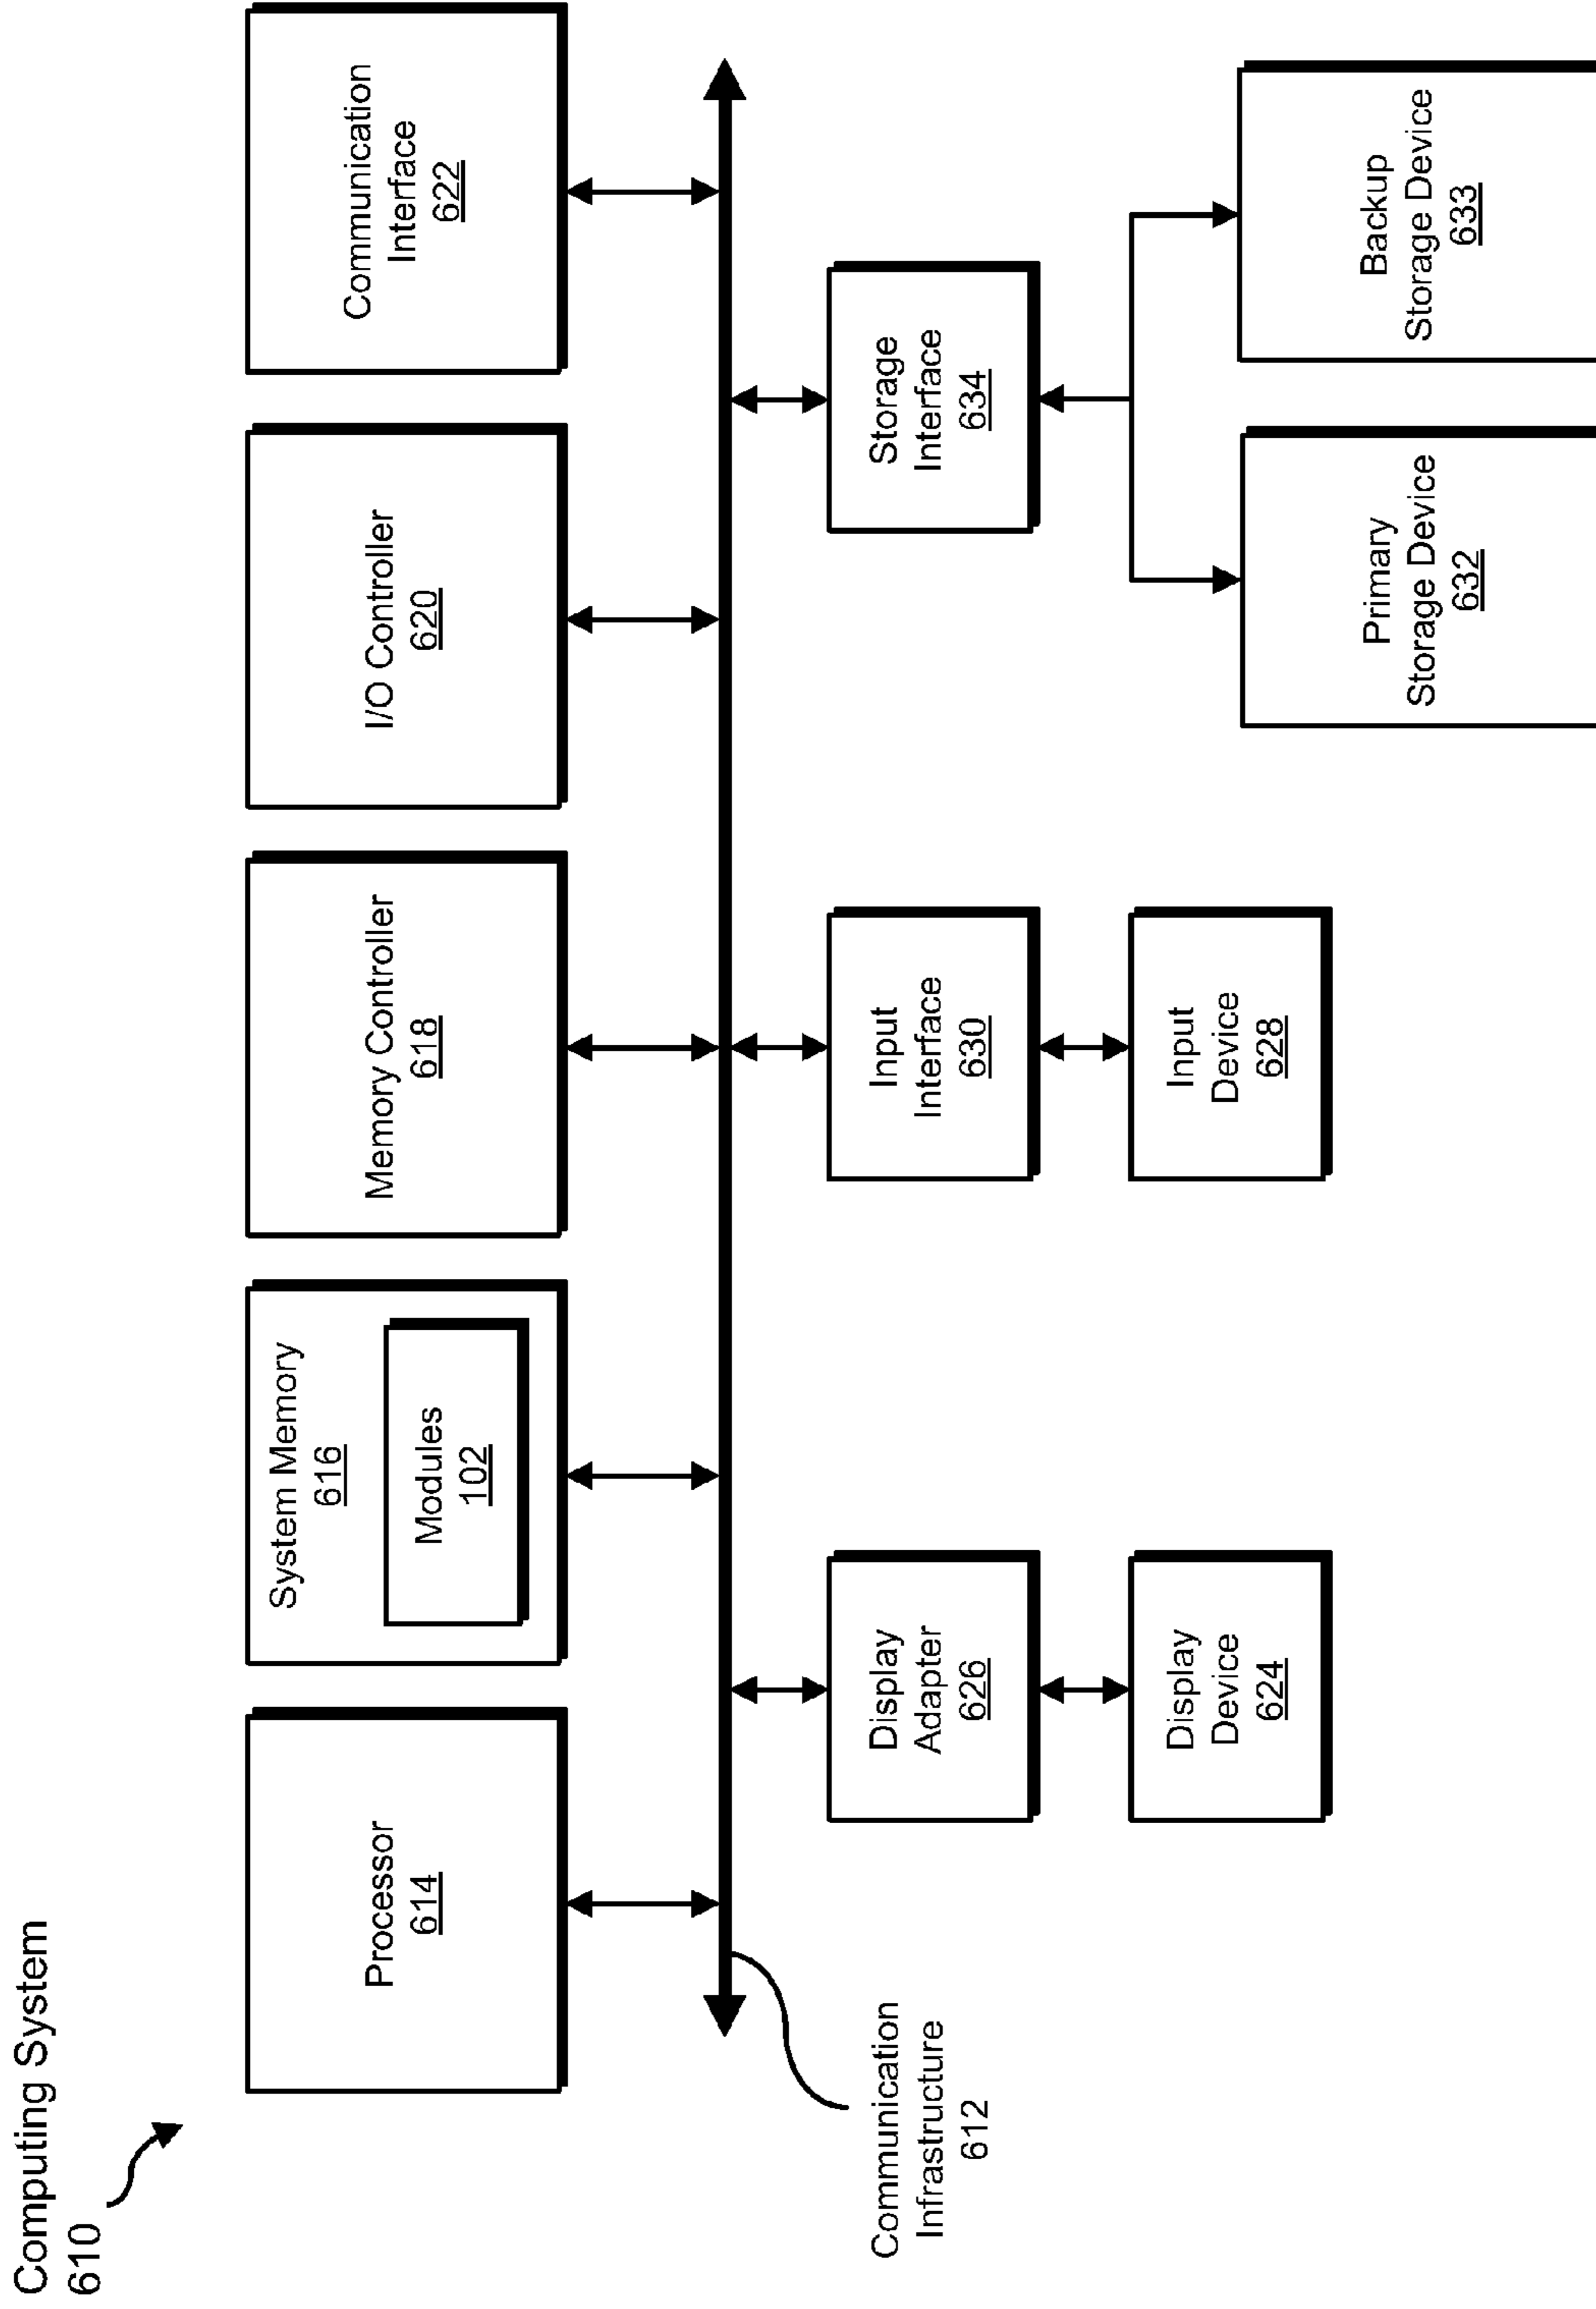 Computing System
610
Processor
614
System Memory
616
Modules
102
Memory Controller
618
I/O Controller
620
Communication
Interface
622
Communication
Infrastructure
612
Display
Adapter
626
Input
Interface
630
Storage
Interface
634
Display
Device
624
Input
Device
628
Primary
Storage Device
632
Backup
Storage Device
633